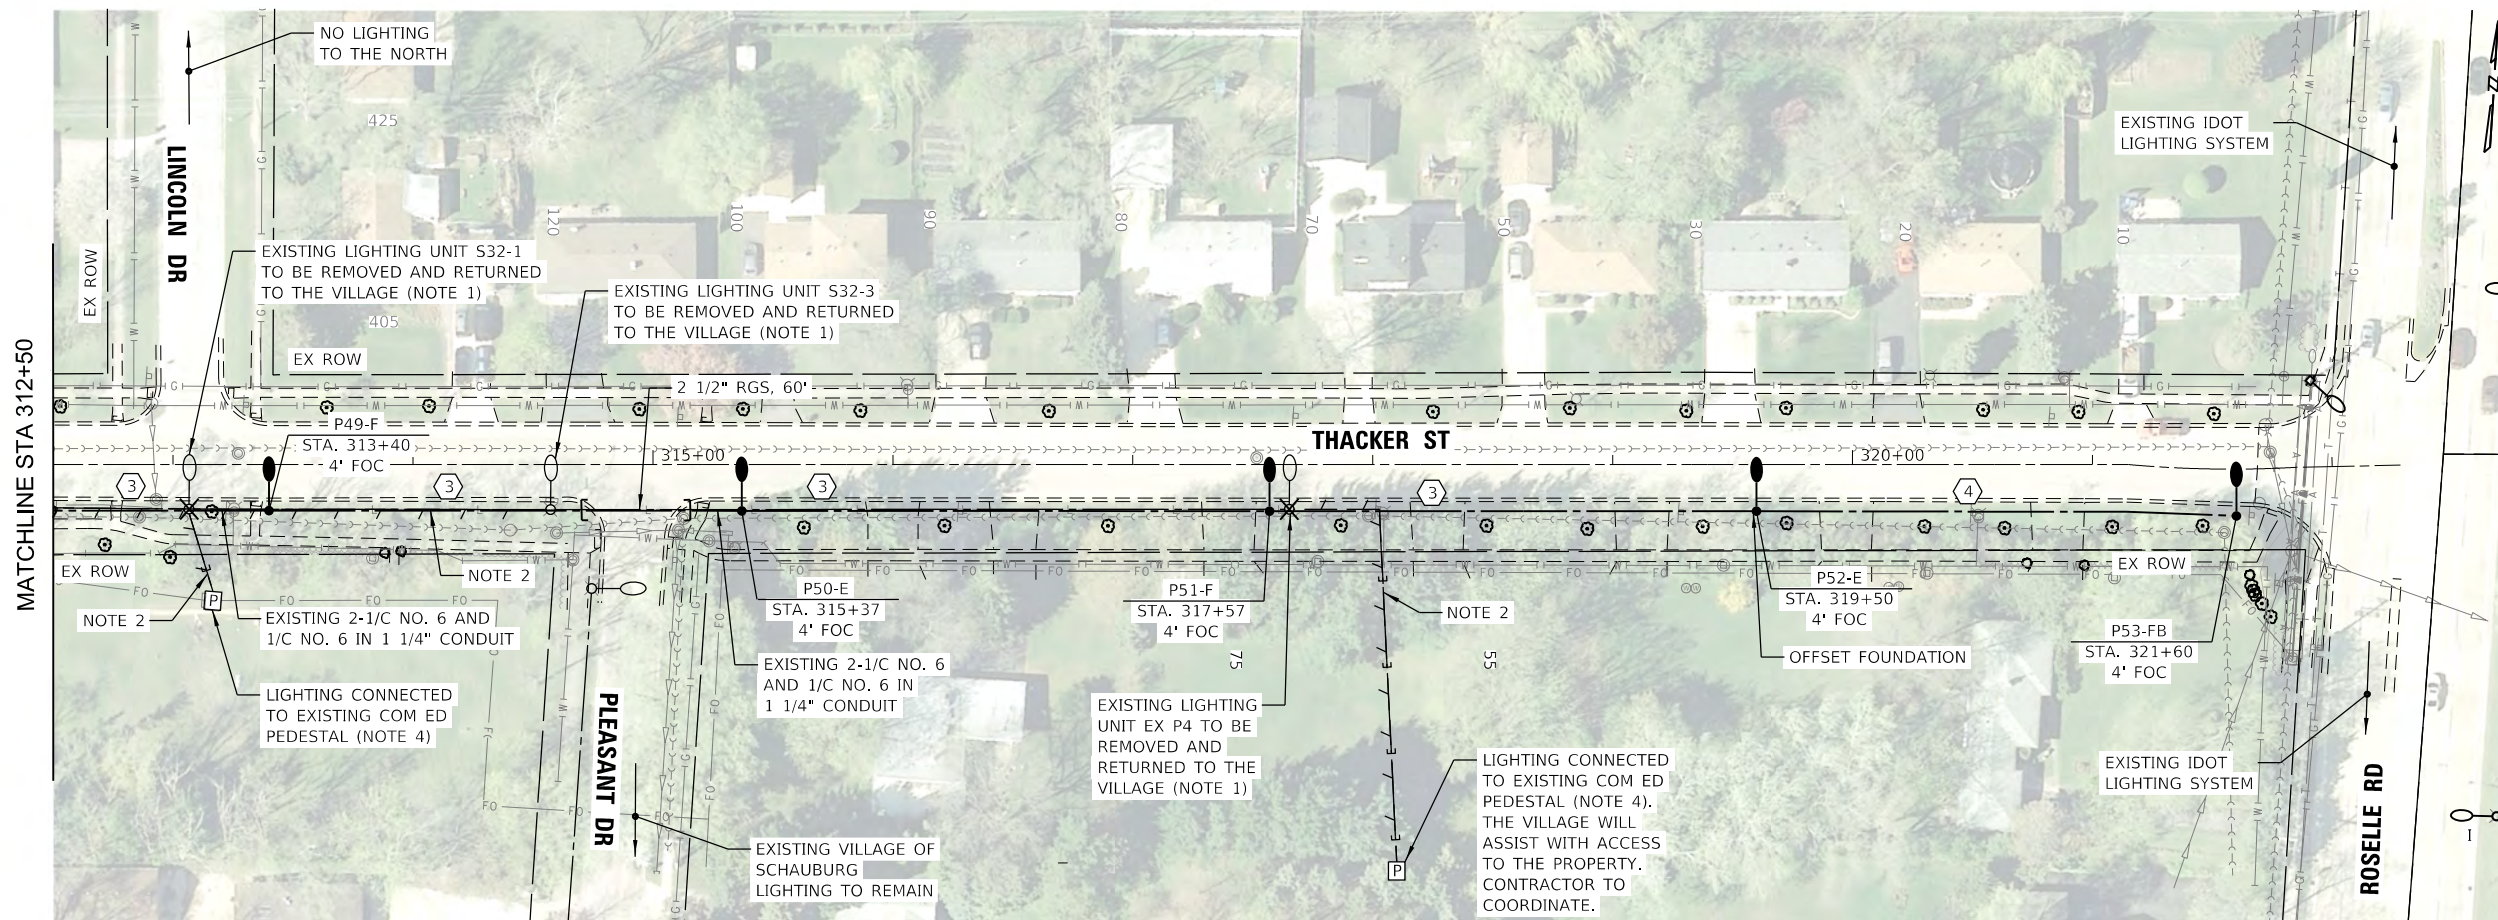 NO LIGHTING
TO THE NORTH
LINCOLN DR
EX ROW
MATCHLINE STA 312+50
425
405
120
100
90
80
70
50
30
20
10
EXISTING IDOT
LIGHTING SYSTEM
N
EXISTING LIGHTING UNIT S32-1
TO BE REMOVED AND RETURNED
TO THE VILLAGE (NOTE 1)
EXISTING LIGHTING UNIT S32-3
TO BE REMOVED AND RETURNED
TO THE VILLAGE (NOTE 1)
EX ROW
2 1/2" RGS, 60'
P49-F
STA. 313+40
4' FOC
THACKER ST
315+00
320+00
3
3
3
3
4
EX ROW
NOTE 2
NOTE 2
P
EXISTING 2-1/C NO. 6 AND
1/C NO. 6 IN 1 1/4" CONDUIT
LIGHTING CONNECTED
TO EXISTING COM ED
PEDESTAL (NOTE 4)
PLEASANT DR
P50-E
STA. 315+37
4' FOC
EXISTING 2-1/C NO. 6
AND 1/C NO. 6 IN
1 1/4" CONDUIT
EXISTING VILLAGE OF
SCHAUBURG
LIGHTING TO REMAIN
P51-F
STA. 317+57
4' FOC
75
55
EXISTING LIGHTING
UNIT EX P4 TO BE
REMOVED AND
RETURNED TO THE
VILLAGE (NOTE 1)
NOTE 2
P
LIGHTING CONNECTED
TO EXISTING COM ED
PEDESTAL (NOTE 4).
THE VILLAGE WILL
ASSIST WITH ACCESS
TO THE PROPERTY.
CONTRACTOR TO
COORDINATE.
P52-E
STA. 319+50
4' FOC
OFFSET FOUNDATION
EX ROW
P53-FB
STA. 321+60
4' FOC
EXISTING IDOT
LIGHTING SYSTEM
ROSELLE RD
I